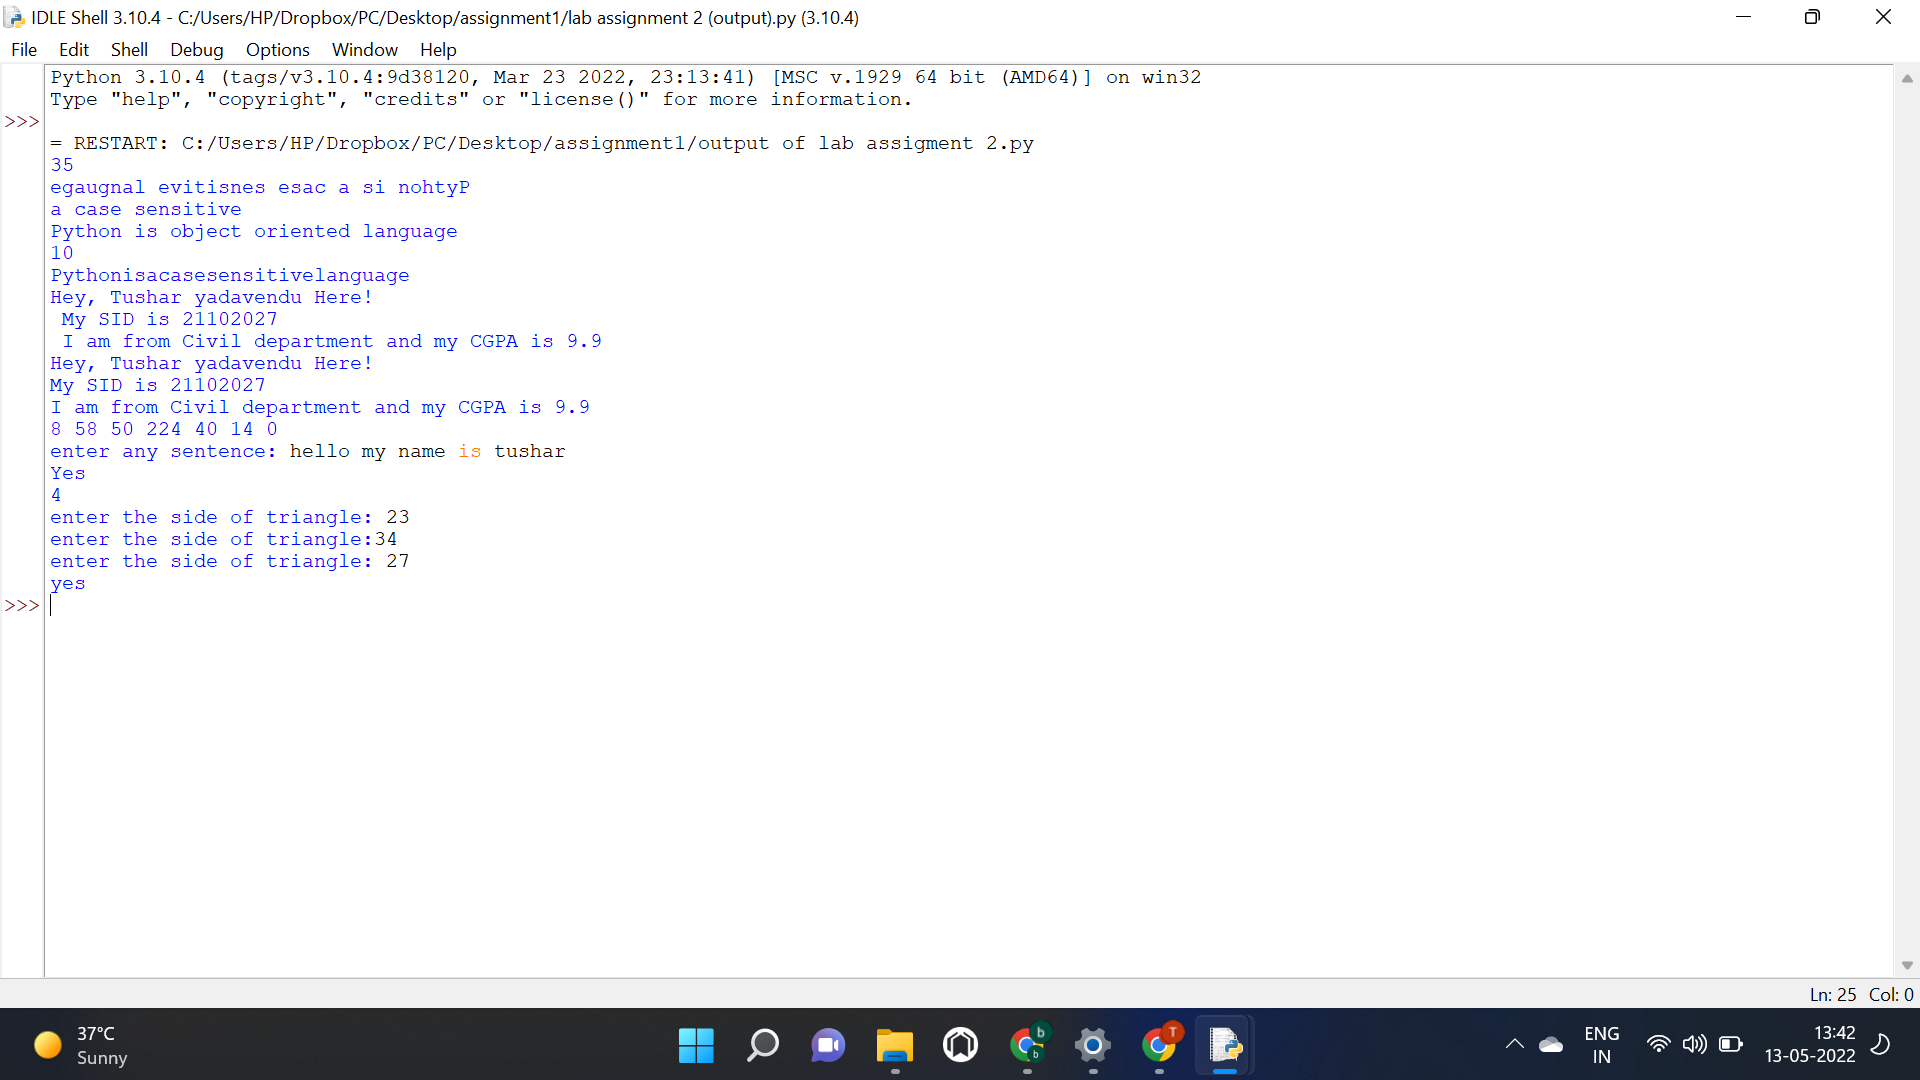 IDLE Shell 3.10.4 - C:/Users/HP/Dropbox/PC/Desktop/assignment1/lab assignment 2 (output).py (3.10.4)
File Edit Shell Debug Options Window Help
Python 3.10.4 (tags/v3.10.4:9d38120, Mar 23 2022, 23:13:41) [MSC v.1929 64 bit (AMD64)] on win32
Type "help", "copyright", "credits" or "license()" for more information.
>>>
= RESTART: C:/Users/HP/Dropbox/PC/Desktop/assignment1/output of lab assigment 2.py
35
egaugnal evitisnes esac a si nohtyP
a case sensitive
Python is object oriented language
10
Pythonisacasesensitivelanguage
Hey, Tushar yadavendu Here!
 My SID is 21102027
 I am from Civil department and my CGPA is 9.9
Hey, Tushar yadavendu Here!
My SID is 21102027
I am from Civil department and my CGPA is 9.9
8 58 50 224 40 14 0
enter any sentence: hello my name is tushar
Yes
4
enter the side of triangle: 23
enter the side of triangle:34
enter the side of triangle: 27
yes
>>>
Ln: 25 Col: 0
37°C
Sunny
b
b
T
ENG
IN
13:42
13-05-2022